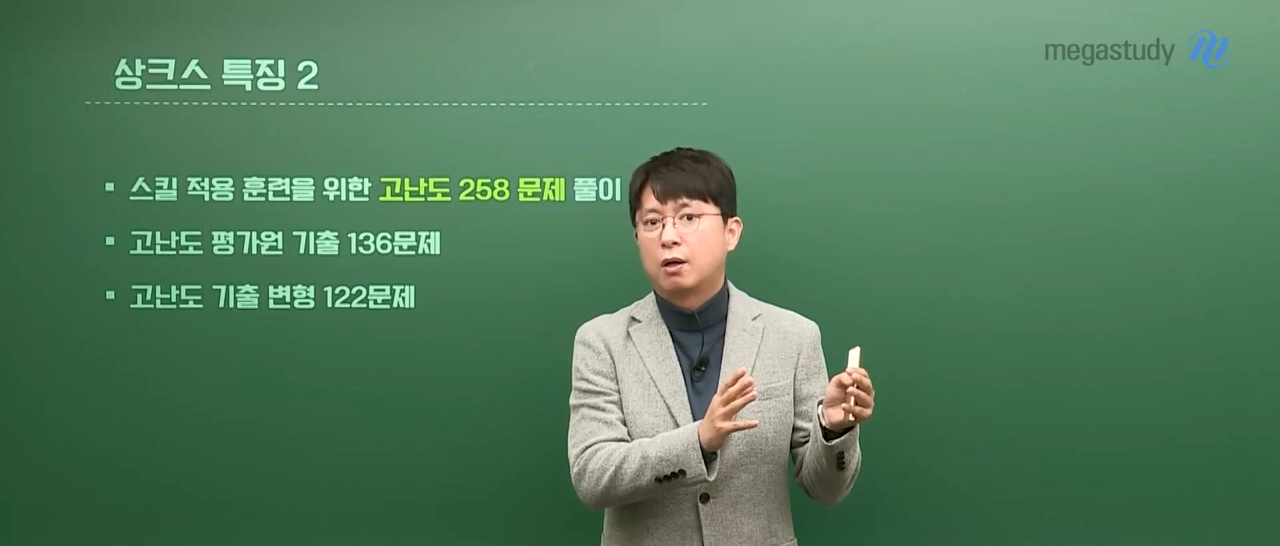 megastudy
상크스 특징 2
▪ 스킬 적용 훈련을 위한 고난도 258 문제 풀이
▪ 고난도 평가원 기출 136문제
▪ 고난도 기출 변형 122문제